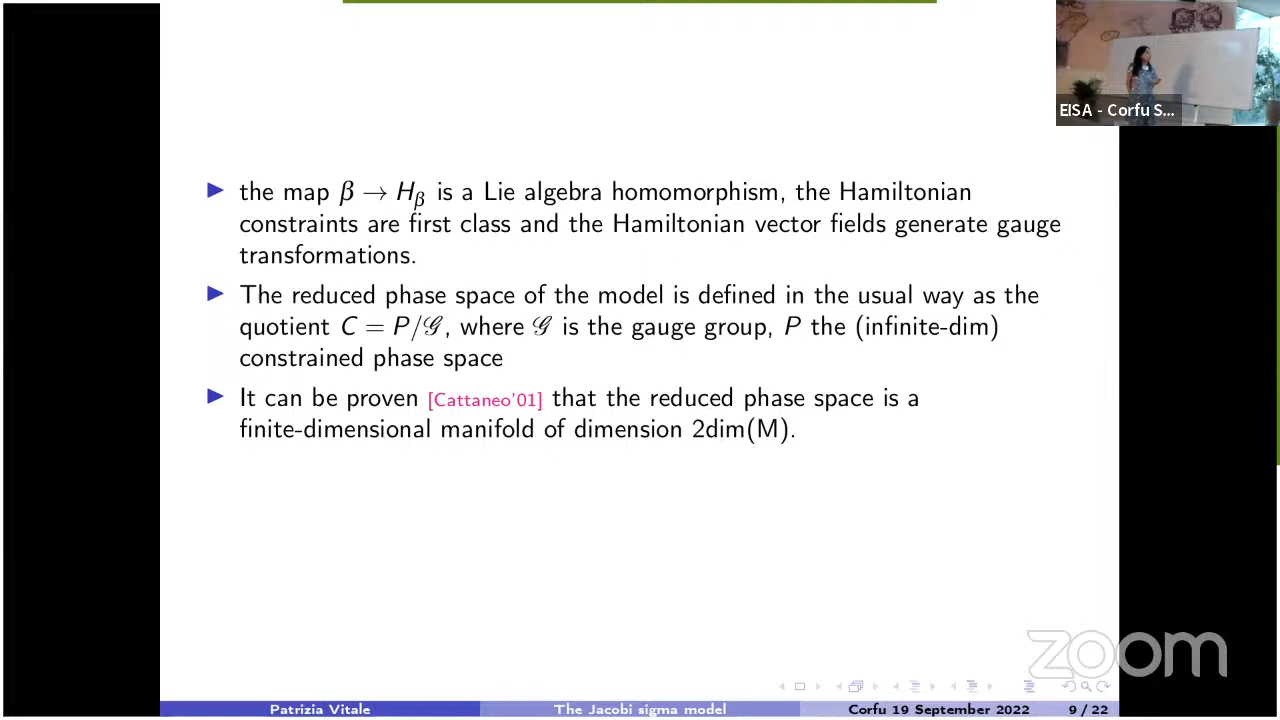 EISA - Corfu S...
▶ the map β → H_β is a Lie algebra homomorphism, the Hamiltonian
constraints are first class and the Hamiltonian vector fields generate gauge
transformations.
▶ The reduced phase space of the model is defined in the usual way as the
quotient C = P/𝒢, where 𝒢 is the gauge group, P the (infinite-dim)
constrained phase space
▶ It can be proven [Cattaneo'01] that the reduced phase space is a
finite-dimensional manifold of dimension 2dim(M).
zoom
Patrizia Vitale The Jacobi sigma model Corfu 19 September 2022 9 / 22